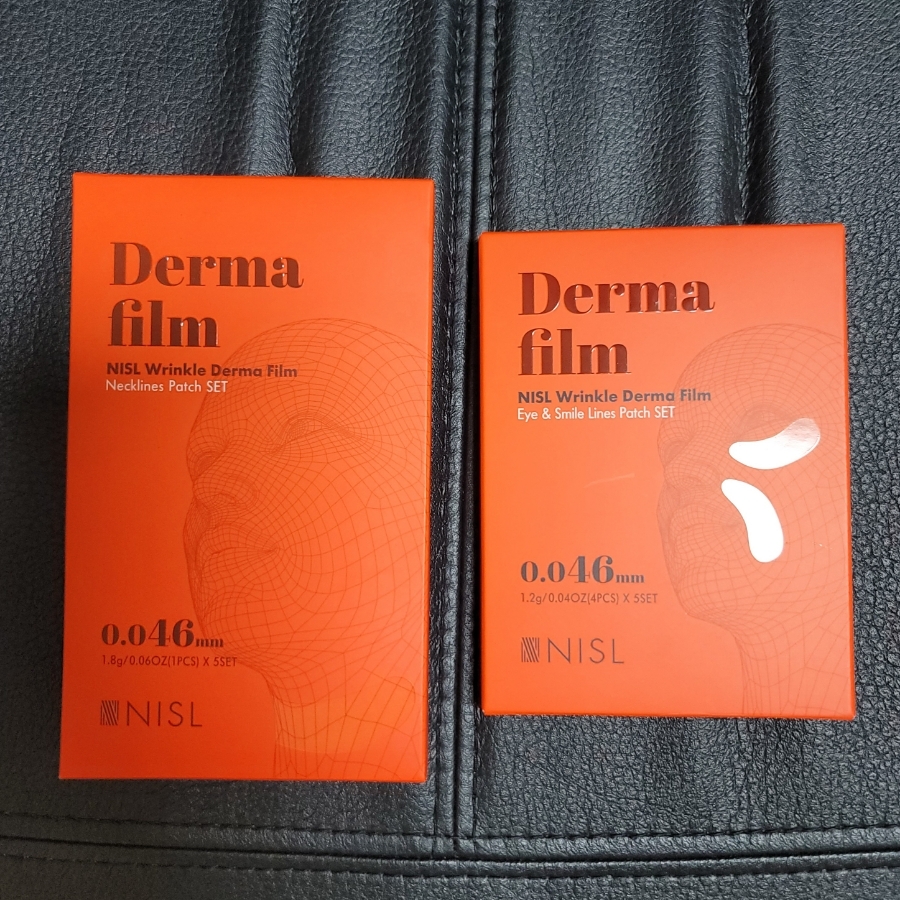 Derma
film
NISL Wrinkle Derma Film
Necklines Patch SET
0.046mm
1.8g/0.06OZ(1PCS) X 5SET
NISL
Derma
film
NISL Wrinkle Derma Film
Eye & Smile Lines Patch SET
0.046mm
1.2g/0.04OZ(4PCS) X 5SET
NISL